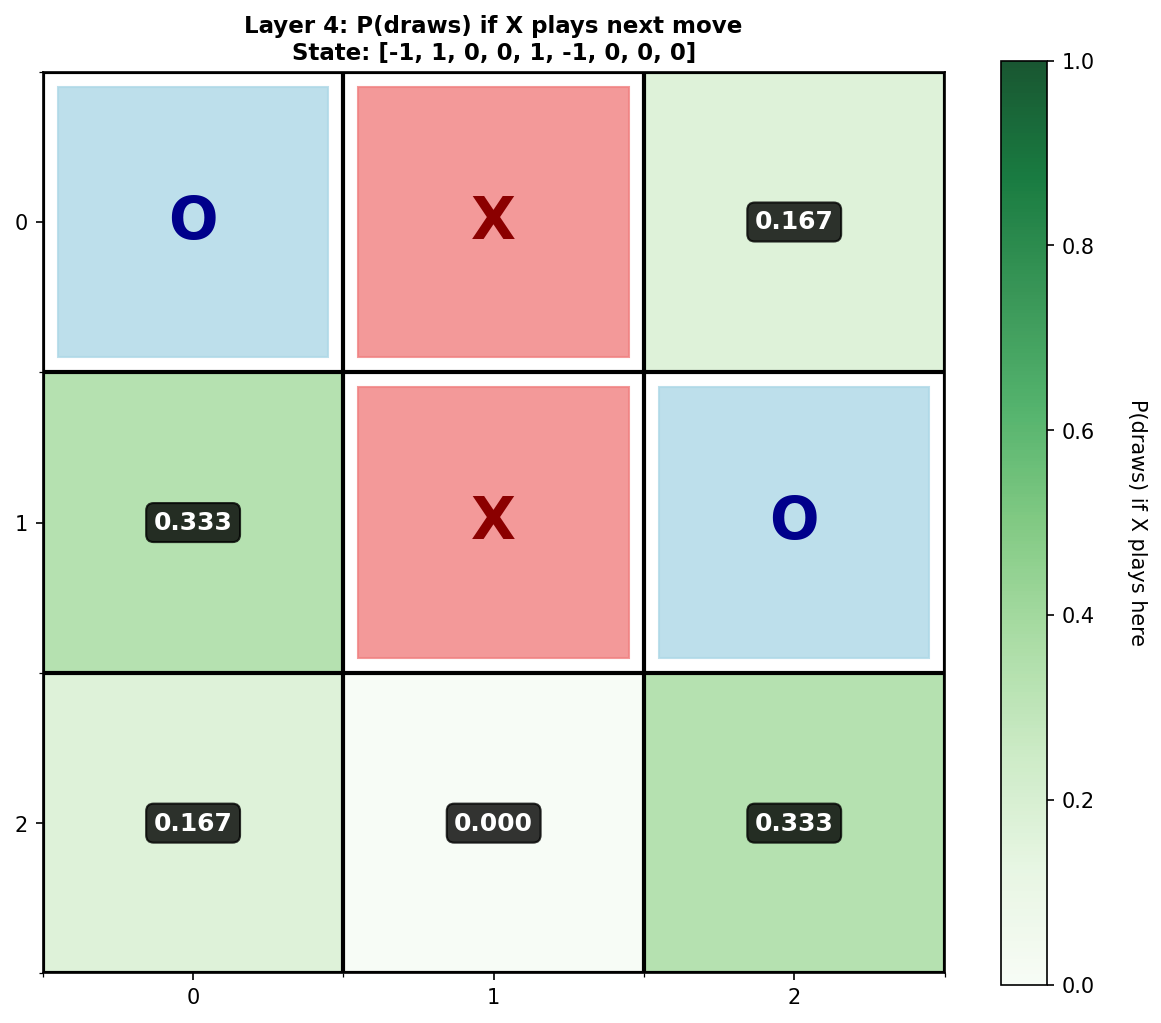 Layer 4: P(draws) if X plays next move
State: [-1, 1, 0, 0, 1, -1, 0, 0, 0]
0
O
X
0.167
1
0.333
X
O
2
0.167
0.000
0.333
0
1
2
1.0
0.8
0.6
0.4
0.2
0.0
P(draws) if X plays here